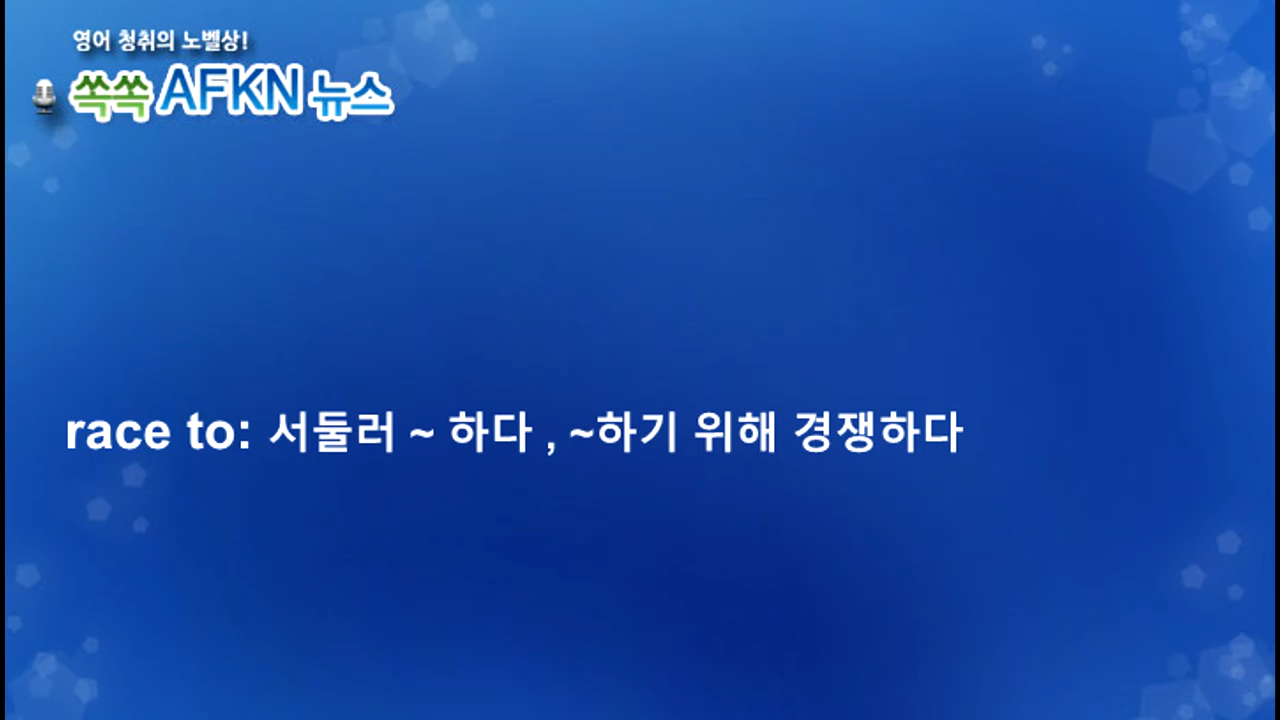 영어 청취의 노벨상!
쏙쏙 AFKN 뉴스
race to: 서둘러 ~ 하다 , ~하기 위해 경쟁하다